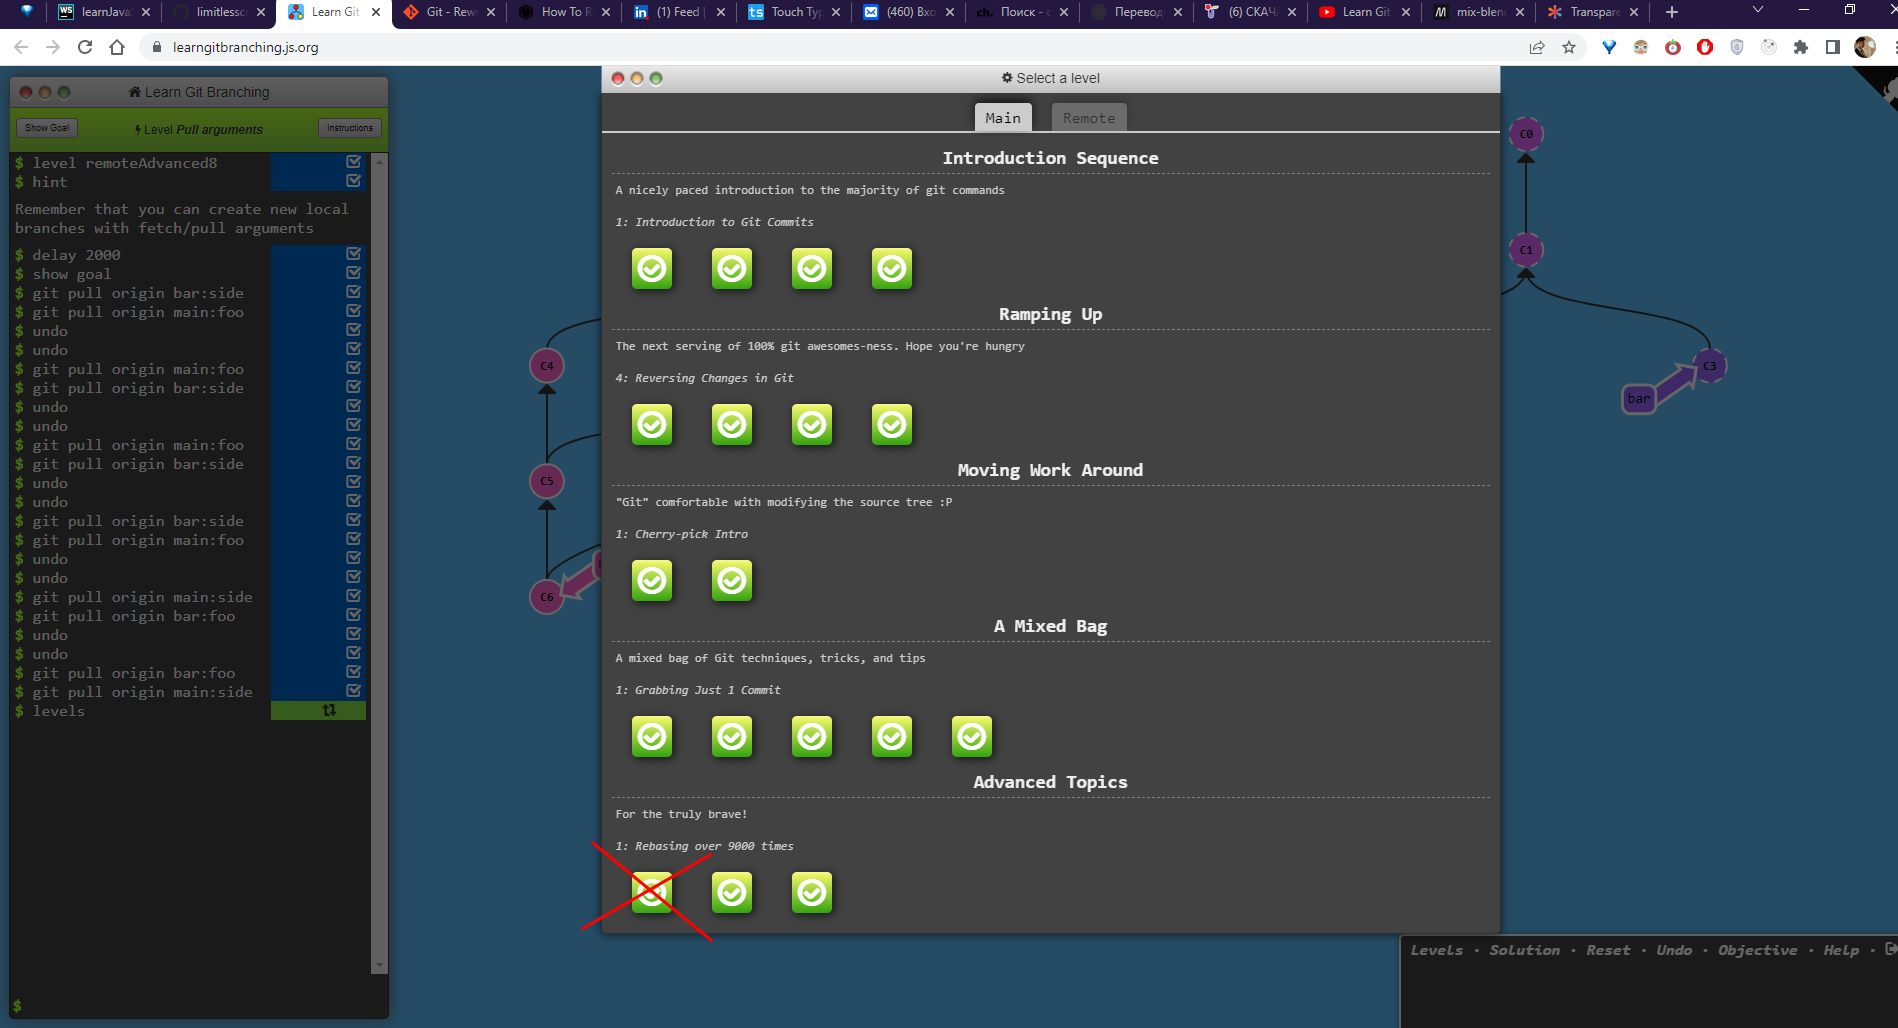 learnJava
limitlessc
Learn Git
Git - Rew
How To R
(1) Feed |
Touch Typ
(460) Вхо
Поиск - с
Перевод
(6) СКАЧ
Learn Git
mix-blen
Transpare
learngitbranching.js.org
Learn Git Branching
Show Goal
Level Pull arguments
Instructions
$ level remoteAdvanced8
$ hint
Remember that you can create new local
branches with fetch/pull arguments
$ delay 2000
$ show goal
$ git pull origin bar:side
$ git pull origin main:foo
$ undo
$ undo
$ git pull origin main:foo
$ git pull origin bar:side
$ undo
$ undo
$ git pull origin main:foo
$ git pull origin bar:side
$ undo
$ undo
$ git pull origin bar:side
$ git pull origin main:foo
$ undo
$ undo
$ git pull origin main:side
$ git pull origin bar:foo
$ undo
$ undo
$ git pull origin bar:foo
$ git pull origin main:side
$ levels
$
Select a level
Main
Remote
Introduction Sequence
A nicely paced introduction to the majority of git commands
1: Introduction to Git Commits
Ramping Up
The next serving of 100% git awesomes-ness. Hope you're hungry
4: Reversing Changes in Git
Moving Work Around
"Git" comfortable with modifying the source tree :P
1: Cherry-pick Intro
A Mixed Bag
A mixed bag of Git techniques, tricks, and tips
1: Grabbing Just 1 Commit
Advanced Topics
For the truly brave!
1: Rebasing over 9000 times
C4
C5
C6
C0
C1
C3
bar
Levels · Solution · Reset · Undo · Objective · Help ·